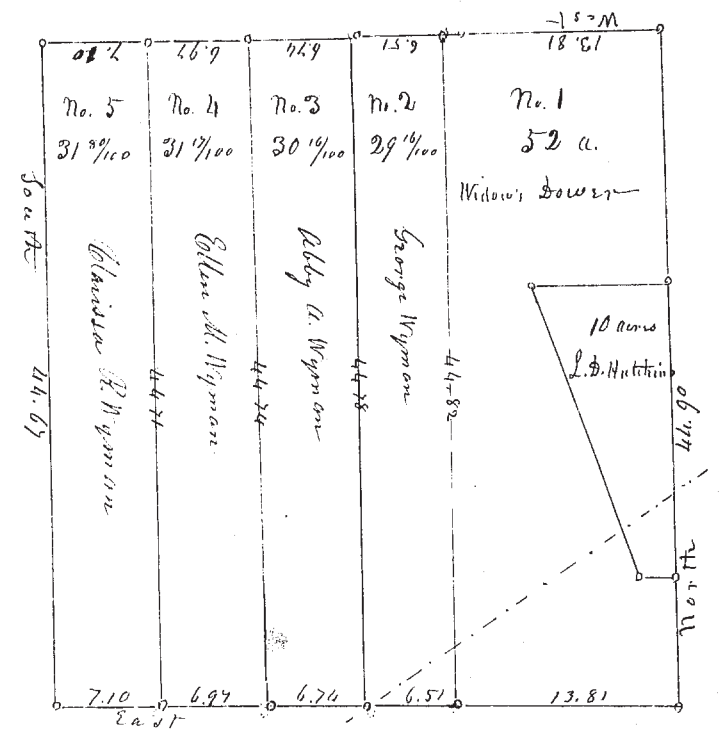 West
7.10 6.97 6.74 6.51 13.81
No. 5
31 80/100
No. 4
31 17/100
No. 3
30 16/100
No. 2
29 16/100
No. 1
52 a.
Widow's Dower
South
44.67
Clarissa R. Wyman
44-71
Ellen M. Wyman
44-74
Abby A. Wyman
44-78
George Wyman
44-82
10 acres
L.D. Hutchins
44.90
North
7.10 6.97 6.74 6.51 13.81
East